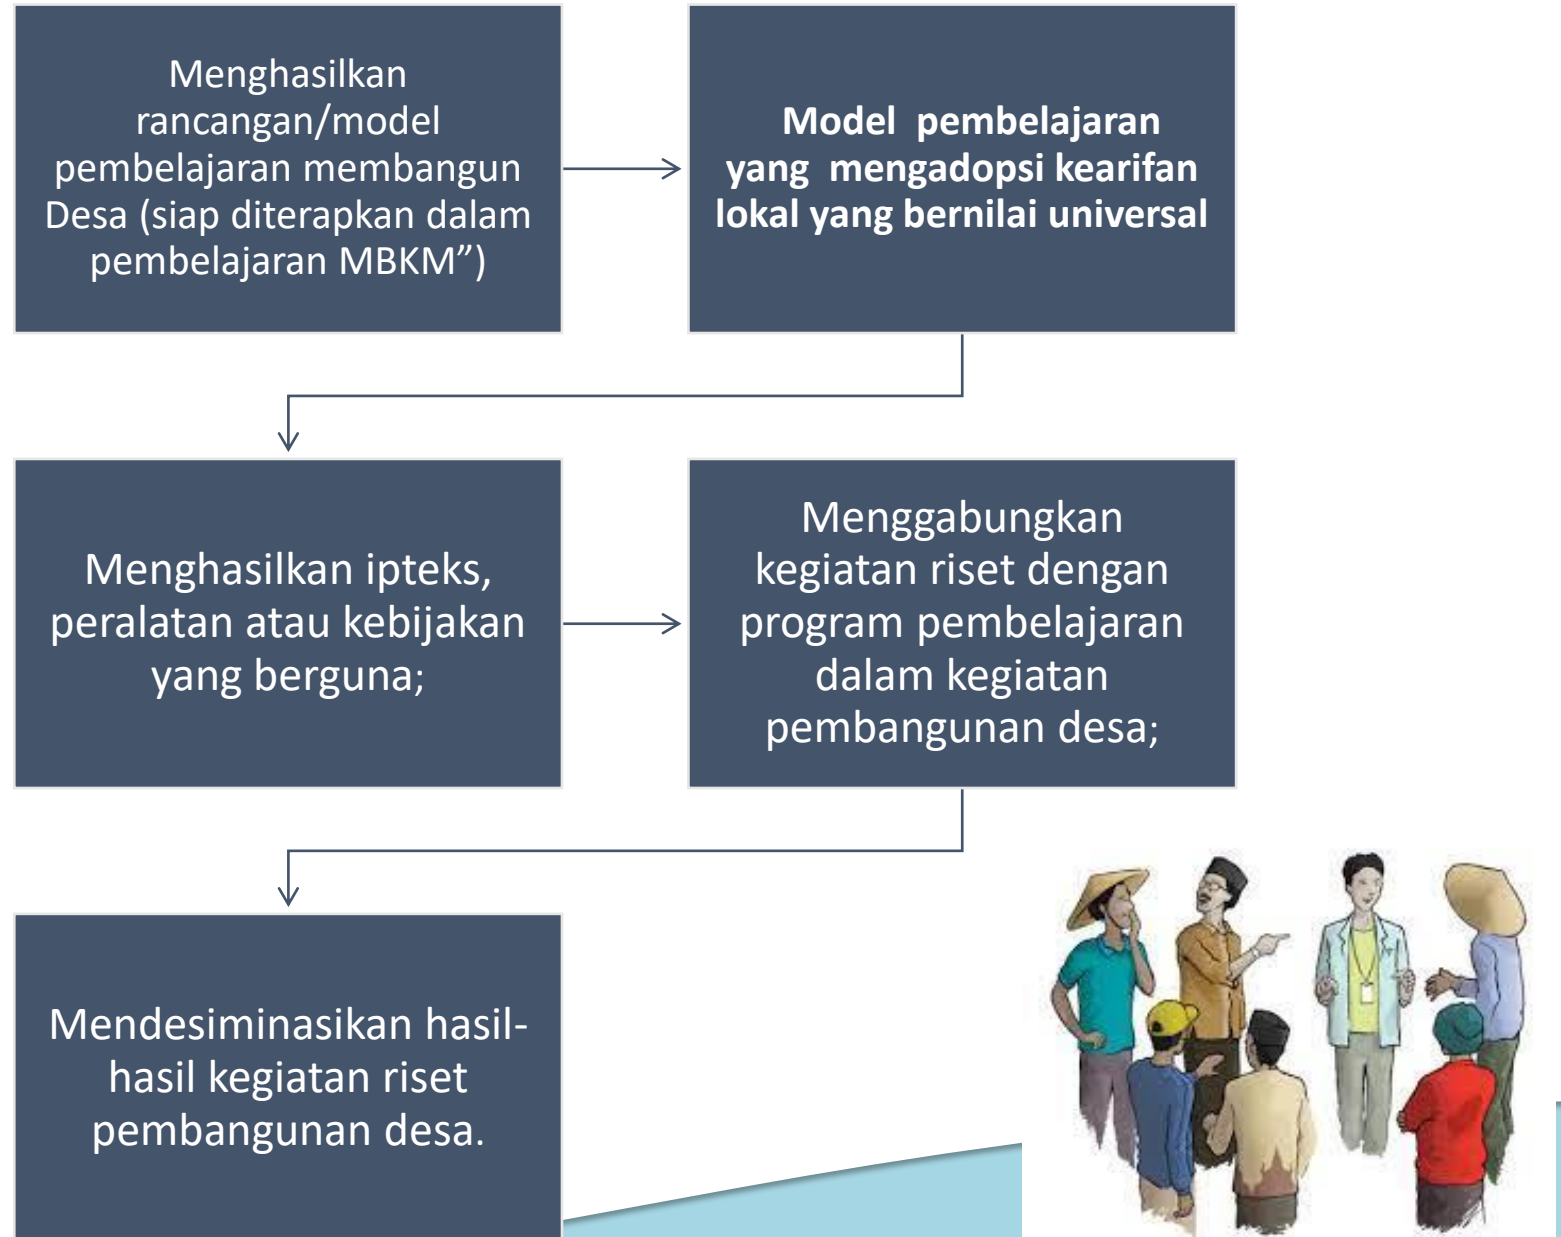 Menghasilkan
rancangan/model
pembelajaran membangun
Desa (siap diterapkan dalam
pembelajaran MBKM”)
Model pembelajaran
yang mengadopsi kearifan
lokal yang bernilai universal
Menghasilkan ipteks,
peralatan atau kebijakan
yang berguna;
Menggabungkan
kegiatan riset dengan
program pembelajaran
dalam kegiatan
pembangunan desa;
Mendesiminasikan hasil-
hasil kegiatan riset
pembangunan desa.